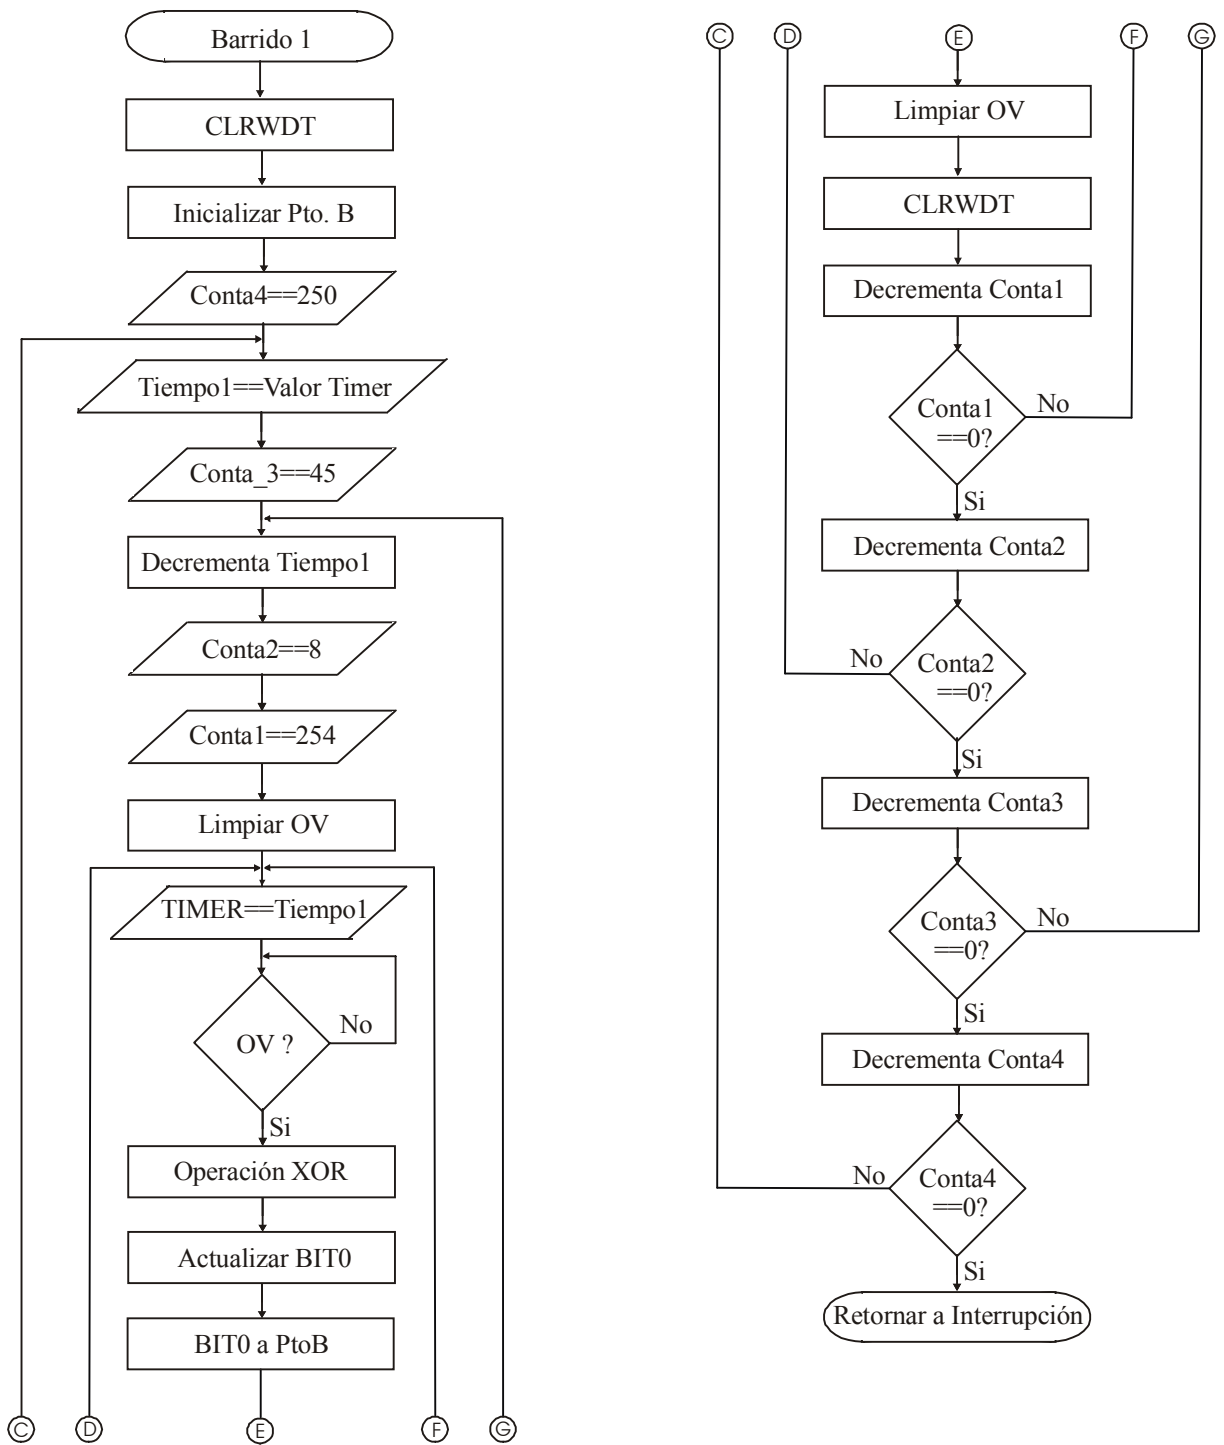 Barrido 1
CLRWDT
Inicializar Pto. B
Conta4==250
Tiempo1==Valor Timer
Conta_3==45
Decrementa Tiempo1
Conta2==8
Conta1==254
Limpiar OV
TIMER==Tiempo1
OV ?
No
Si
Operación XOR
Actualizar BIT0
BIT0 a PtoB
C
D
E
F
G
C
D
E
F
G
Limpiar OV
CLRWDT
Decrementa Conta1
Conta1
==0?
No
Si
Decrementa Conta2
Conta2
==0?
No
Si
Decrementa Conta3
Conta3
==0?
No
Si
Decrementa Conta4
Conta4
==0?
No
Si
Retornar a Interrupción